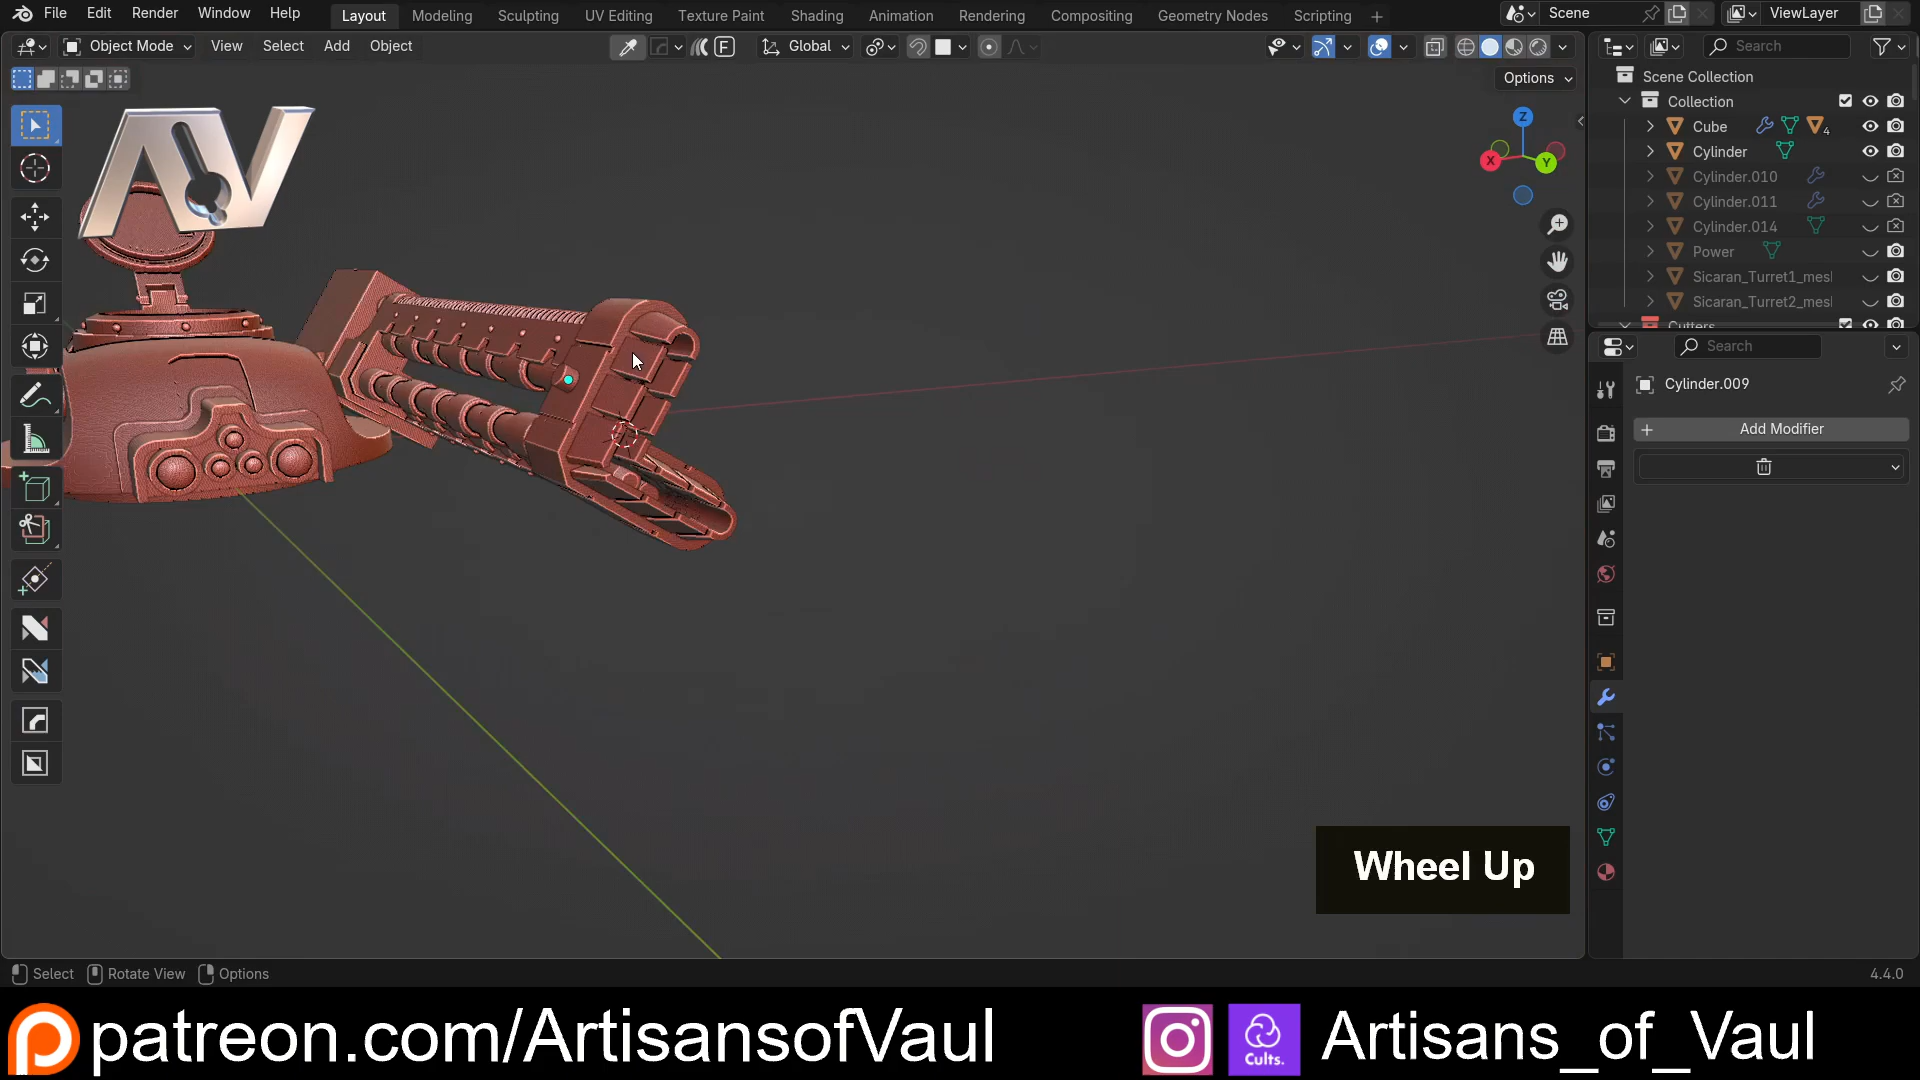 File Edit Render Window Help Layout Modeling Sculpting UV Editing Texture Paint Shading Animation Rendering Compositing Geometry Nodes Scripting + Scene ViewLayer
Object Mode View Select Add Object Global Search
Options
Scene Collection
Collection
Cube 4
Cylinder
Cylinder.010
Cylinder.011
Cylinder.014
Power
Sicaran_Turret1_mesl
Sicaran_Turret2_mesl
Cutters
Z
X
Y
F
Search
Cylinder.009
+ Add Modifier
AV
Wheel Up
Select Rotate View Options 4.4.0
patreon.com/ArtisansofVaul Cults. Artisans_of_Vaul